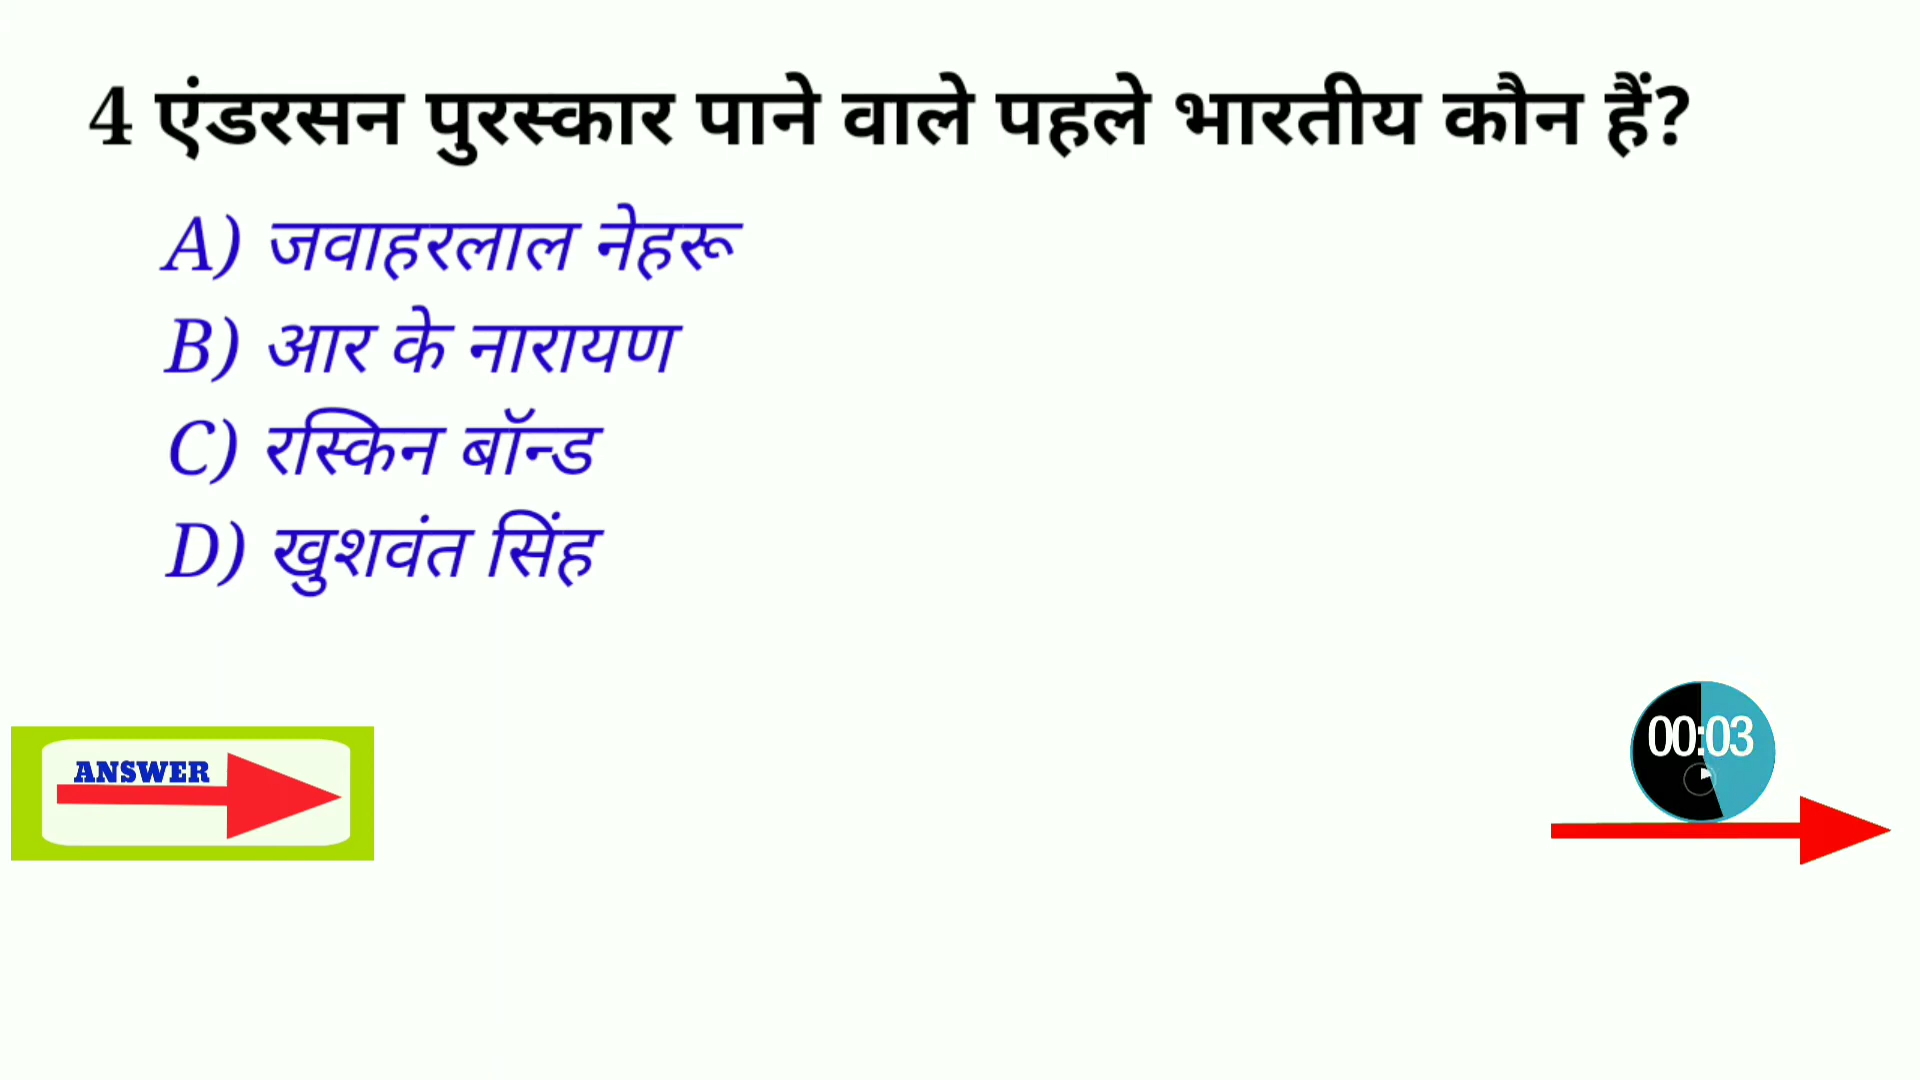 4 एंडरसन पुरस्कार पाने वाले पहले भारतीय कौन हैं?
A) जवाहरलाल नेहरू
B) आर के नारायण
C) रस्किन बॉन्ड
D) खुशवंत सिंह
00:03
ANSWER